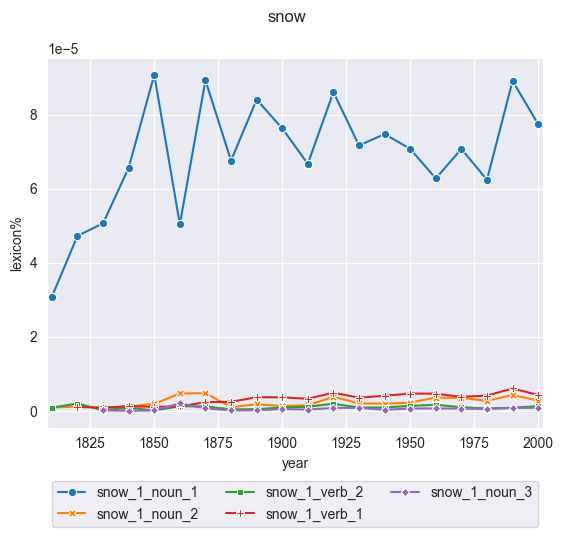 snow
1e−5
8
6
4
2
0
lexicon%
1825 1850 1875 1900 1925 1950 1975 2000
year
snow_1_noun_1 snow_1_verb_2 snow_1_noun_3
snow_1_noun_2 snow_1_verb_1